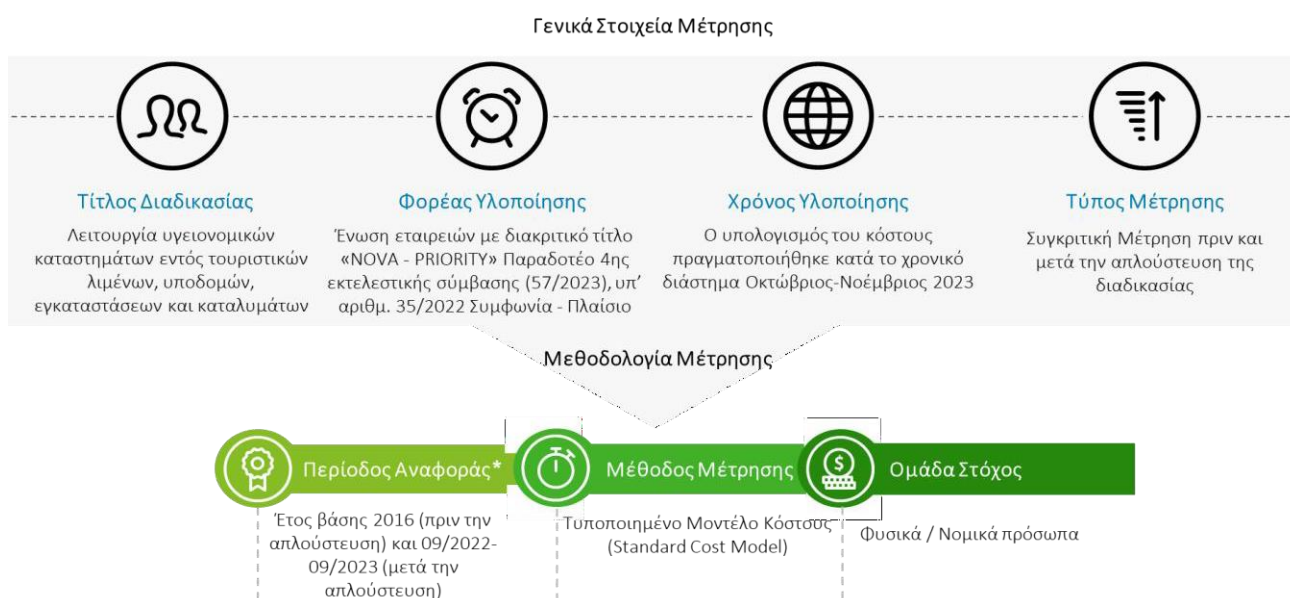 Γενικά Στοιχεία Μέτρησης
Τίτλος Διαδικασίας
Λειτουργία υγειονομικών
καταστημάτων εντός τουριστικών
λιμένων, υποδομών,
εγκαταστάσεων και καταλυμάτων
Φορέας Υλοποίησης
Ένωση εταιρειών με διακριτικό τίτλο
«NOVA - PRIORITY» Παραδοτέο 4ης
εκτελεστικής σύμβασης (57/2023), υπ’
αριθμ. 35/2022 Συμφωνία - Πλαίσιο
Χρόνος Υλοποίησης
Ο υπολογισμός του κόστους
πραγματοποιήθηκε κατά το χρονικό
διάστημα Οκτώβριος-Νοέμβριος 2023
Τύπος Μέτρησης
Συγκριτική Μέτρηση πριν και
μετά την απλούστευση της
διαδικασίας
Μεθοδολογία Μέτρησης
Περίοδος Αναφοράς*
Έτος βάσης 2016 (πριν την
απλούστευση) και 09/2022-
09/2023 (μετά την
απλούστευση)
Μέθοδος Μέτρησης
Τυποποιημένο Μοντέλο Κόστους
(Standard Cost Model)
Ομάδα Στόχος
Φυσικά / Νομικά πρόσωπα